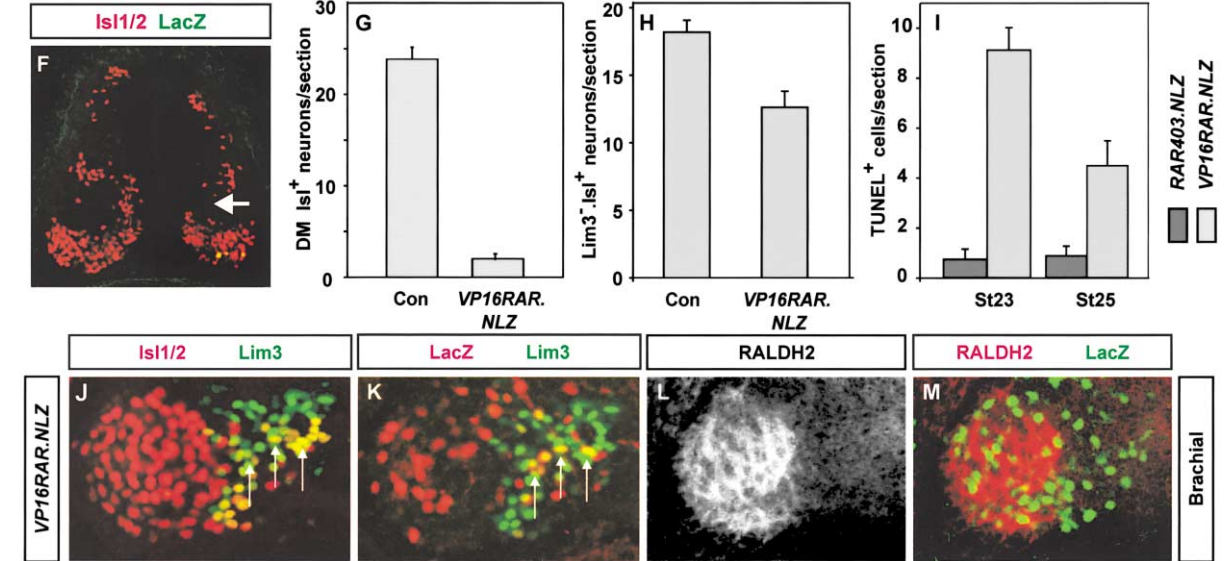 Isl1/2 LacZ
F
G
DM Isl+ neurons/section
30
20
10
0
Con
VP16RAR.
NLZ
H
Lim3-.Isl+ neurons/section
20
15
10
5
0
Con
VP16RAR.
NLZ
I
TUNEL+ cells/section
10
8
6
4
2
0
St23
St25
RAR403.NLZ
VP16RAR.NLZ
VP16RAR.NLZ
Isl1/2 Lim3
J
LacZ Lim3
K
RALDH2
L
RALDH2 LacZ
M
Brachial